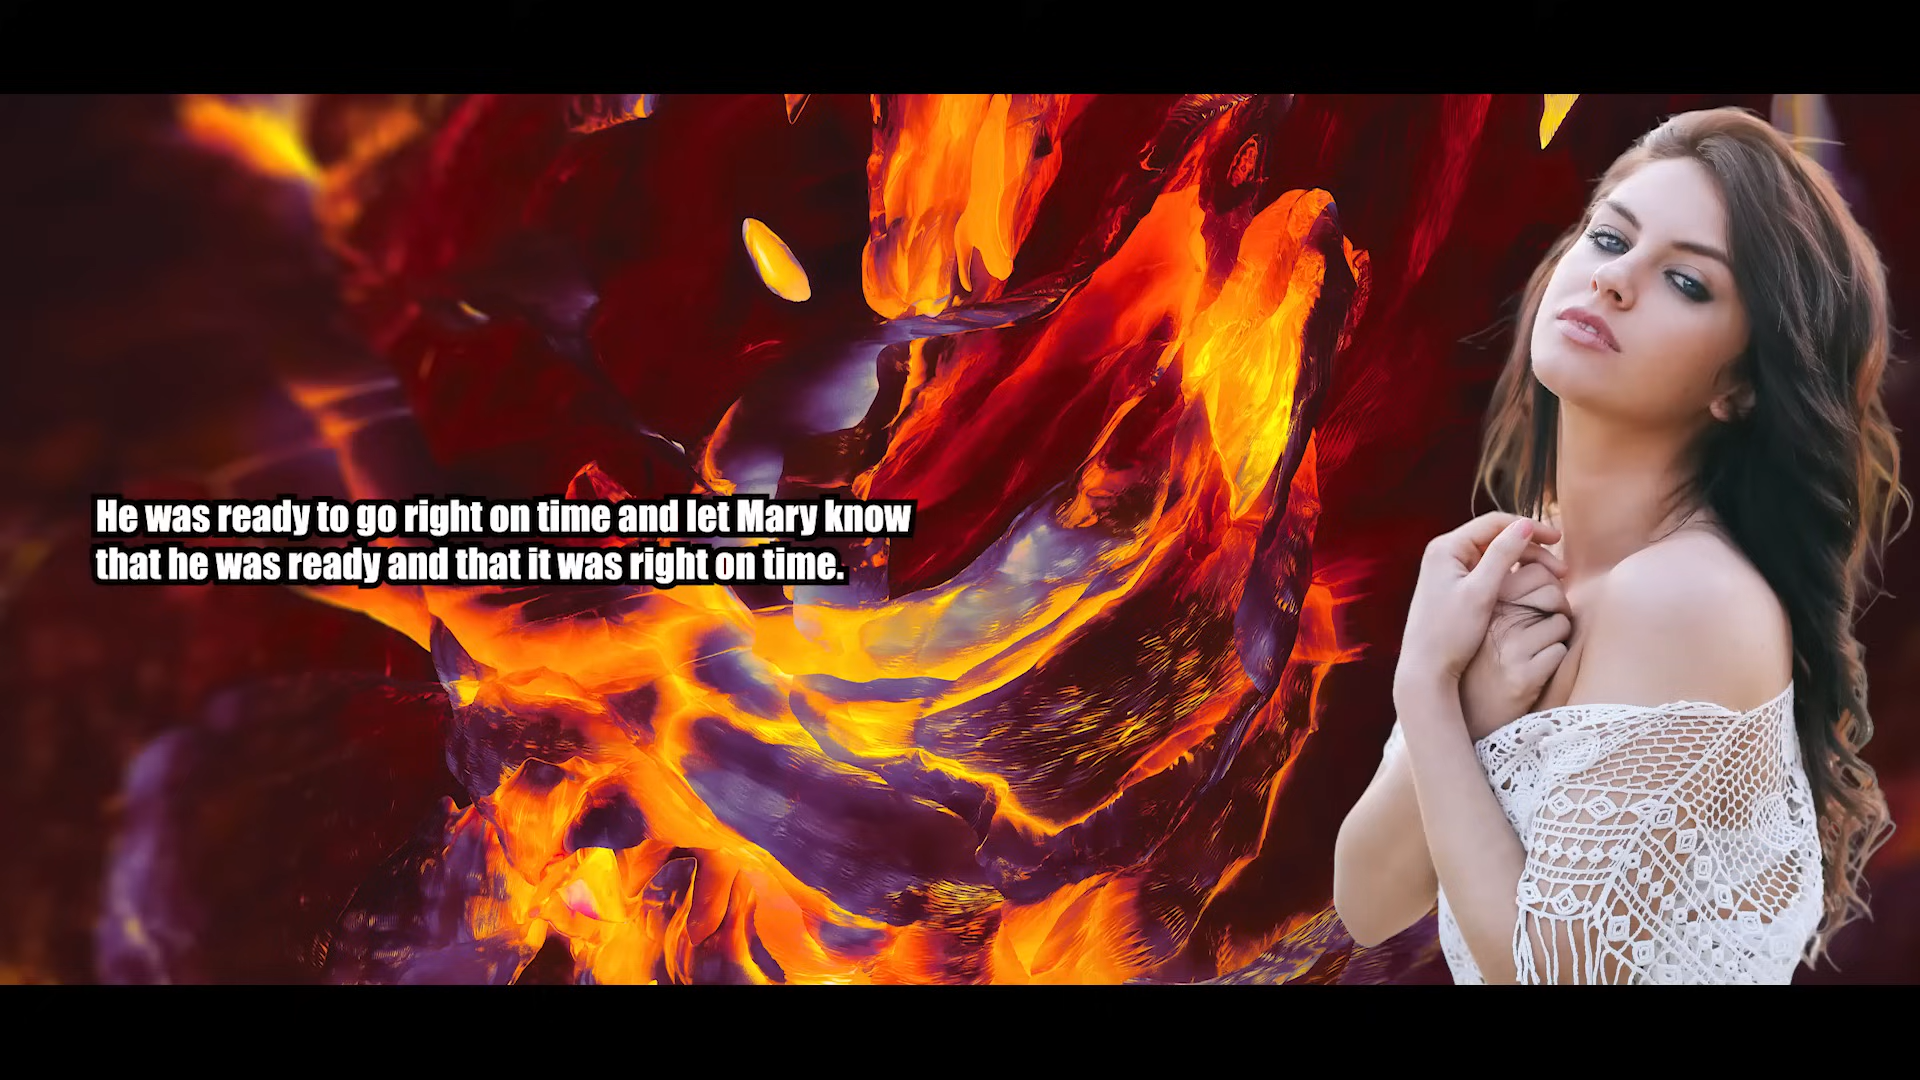 He was ready to go right on time and let Mary know
that he was ready and that it was right on time.